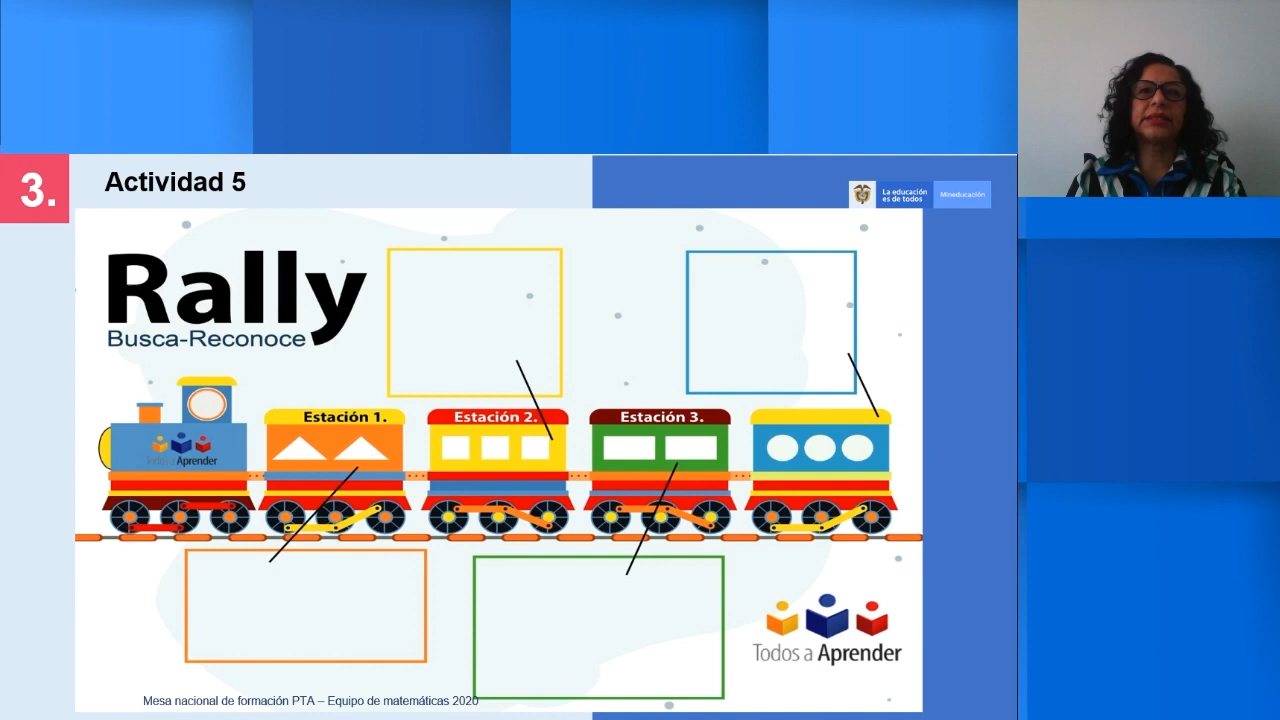 3.
Actividad 5
La educación
es de todos
Mineducación
Rally
Busca-Reconoce
Estación 1.
Estación 2.
Estación 3.
Todos a Aprender
Todos a Aprender
Mesa nacional de formación PTA – Equipo de matemáticas 2020